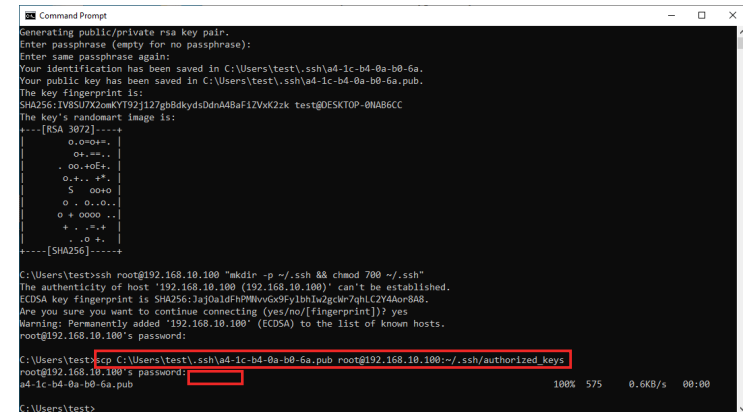 Command Prompt
Generating public/private rsa key pair.
Enter passphrase (empty for no passphrase):
Enter same passphrase again:
Your identification has been saved in C:\Users\test\.ssh\a4-1c-b4-0a-b0-6a.
Your public key has been saved in C:\Users\test\.ssh\a4-1c-b4-0a-b0-6a.pub.
The key fingerprint is:
SHA256:IV8SU7X2omKYT92j127gbBdkydsDdnA4BaFiZVxK2zk test@DESKTOP-0NAB6CC
The key's randomart image is:
+---[RSA 3072]----+
|        o.o=o+=. |
|         o+.==.. |
|       . oo.+oE+. |
|       o.+.. +*. |
|        S   oo+o |
|       o . o..o..|
|      o + oooo ..|
|       + . .=.+ |
|        . .o +. |
+----[SHA256]-----+
C:\Users\test>ssh root@192.168.10.100 "mkdir -p ~/.ssh && chmod 700 ~/.ssh"
The authenticity of host '192.168.10.100 (192.168.10.100)' can't be established.
ECDSA key fingerprint is SHA256:JajOaldFhPMNvvGx9FylbhIw2gcWr7qhLC2Y4Aor8A8.
Are you sure you want to continue connecting (yes/no/[fingerprint])? yes
Warning: Permanently added '192.168.10.100' (ECDSA) to the list of known hosts.
root@192.168.10.100's password:
C:\Users\test>scp C:\Users\test\.ssh\a4-1c-b4-0a-b0-6a.pub root@192.168.10.100:~/.ssh/authorized_keys
root@192.168.10.100's password:
a4-1c-b4-0a-b0-6a.pub 100% 575 0.6KB/s 00:00
C:\Users\test>